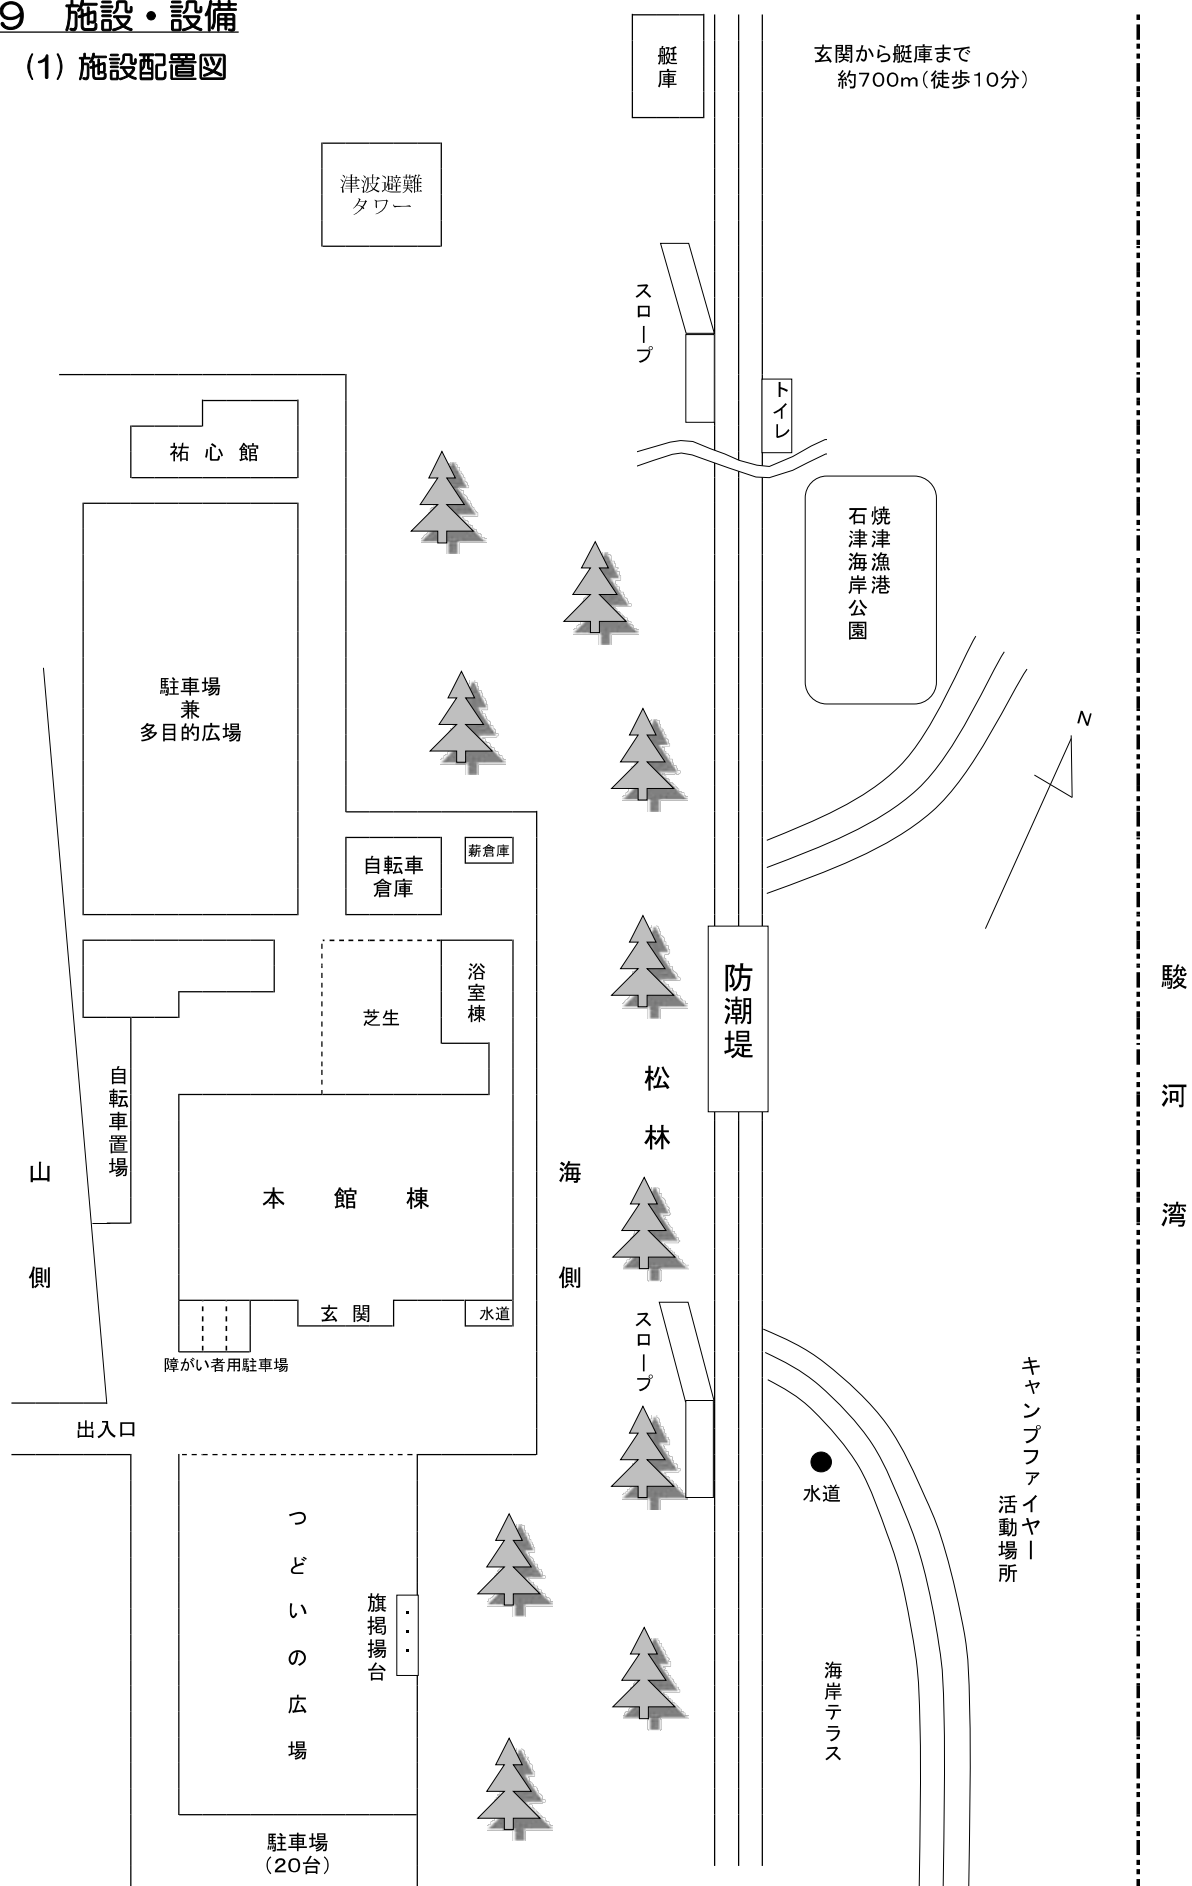 9　施設・設備
(1) 施設配置図
艇庫
玄関から艇庫まで
約700m(徒歩10分)
津波避難
タワー
スロープ
トイレ
祐心館
焼津漁港
石津海岸公園
駐車場
兼
多目的広場
N
自転車
倉庫
薪倉庫
浴室棟
芝生
防潮堤
駿河湾
松林
自転車置場
山側
本館棟
海側
玄関
水道
障がい者用駐車場
スロープ
キャンプファイヤー
活動場所
出入口
水道
つどいの広場
旗掲揚台
海岸テラス
駐車場
(20台)